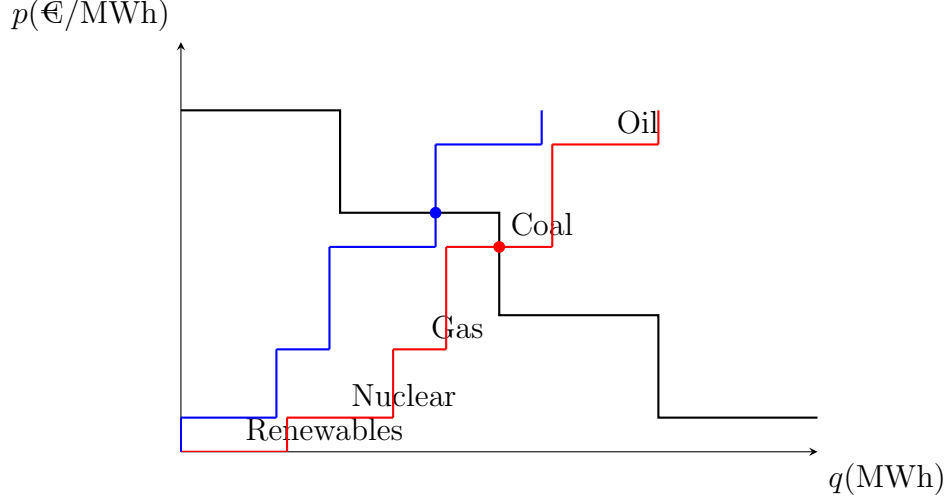 p(€/MWh)
Oil
Coal
Gas
Nuclear
Renewables
q(MWh)